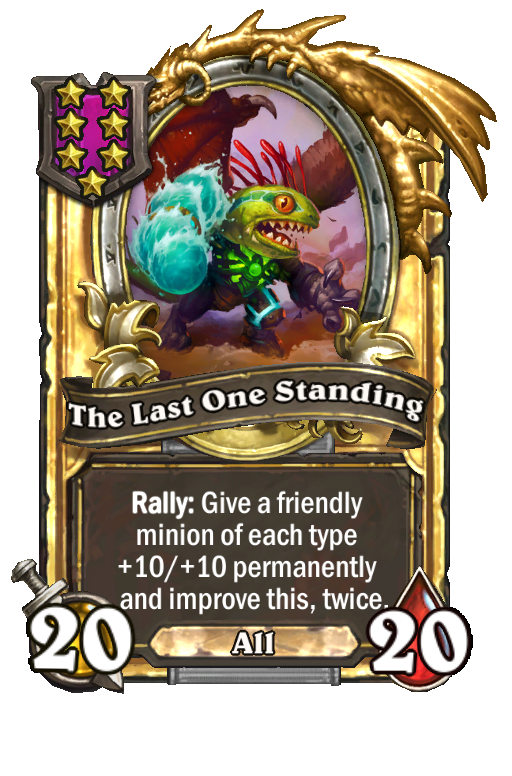 The Last One Standing
Rally: Give a friendly
minion of each type
+10/+10 permanently
and improve this, twice.
20
All
20